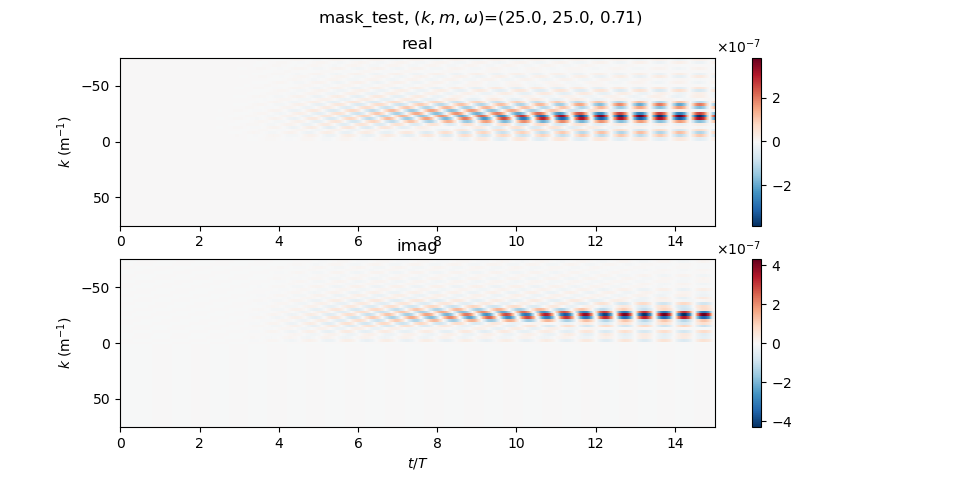 mask_test, (k, m, ω)=(25.0, 25.0, 0.71)
real
×10⁻⁷
−50
0
50
k (m⁻¹)
0 2 4 6 8 10 12 14
2
0
−2
imag
×10⁻⁷
−50
0
50
k (m⁻¹)
0 2 4 6 8 10 12 14
t/T
4
2
0
−2
−4